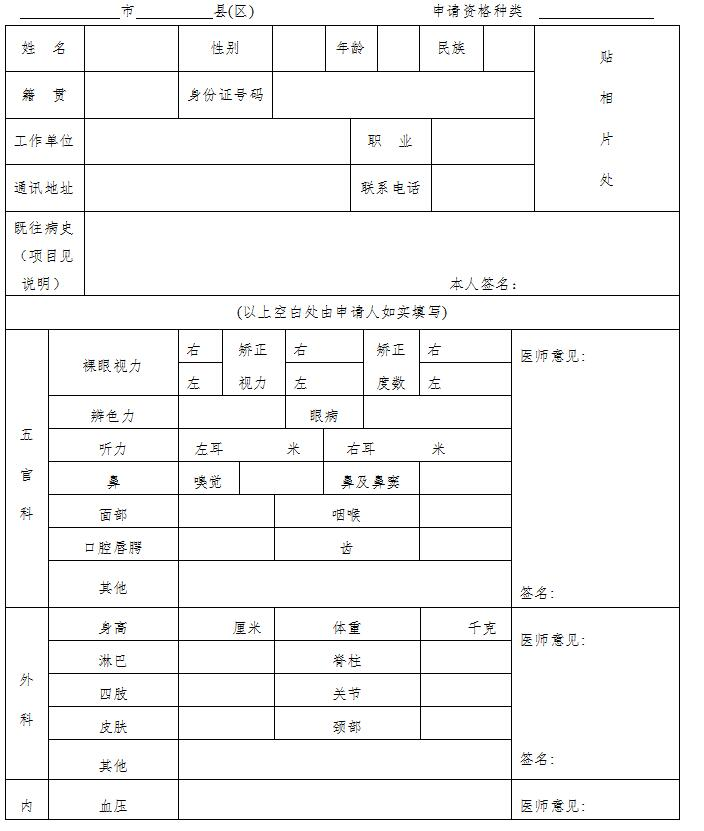 市 县(区) 申请资格种类
姓 名 性别 年龄 民族
贴
相
片
处
籍 贯 身份证号码
工作单位 职 业
通讯地址 联系电话
既往病史
（项目见
说明）
本人签名：
(以上空白处由申请人如实填写)
五
官
科
裸眼视力
右
左
矫正
视力
右
左
矫正
度数
右
左
医师意见：
辨色力 眼病
听力 左耳 米 右耳 米
鼻 嗅觉 鼻及鼻窦
面部 咽喉
口腔唇腭 齿
其他
签名：
外
科
身高 厘米 体重 千克
医师意见：
淋巴 脊柱
四肢 关节
皮肤 颈部
其他
签名：
内 血压 医师意见：